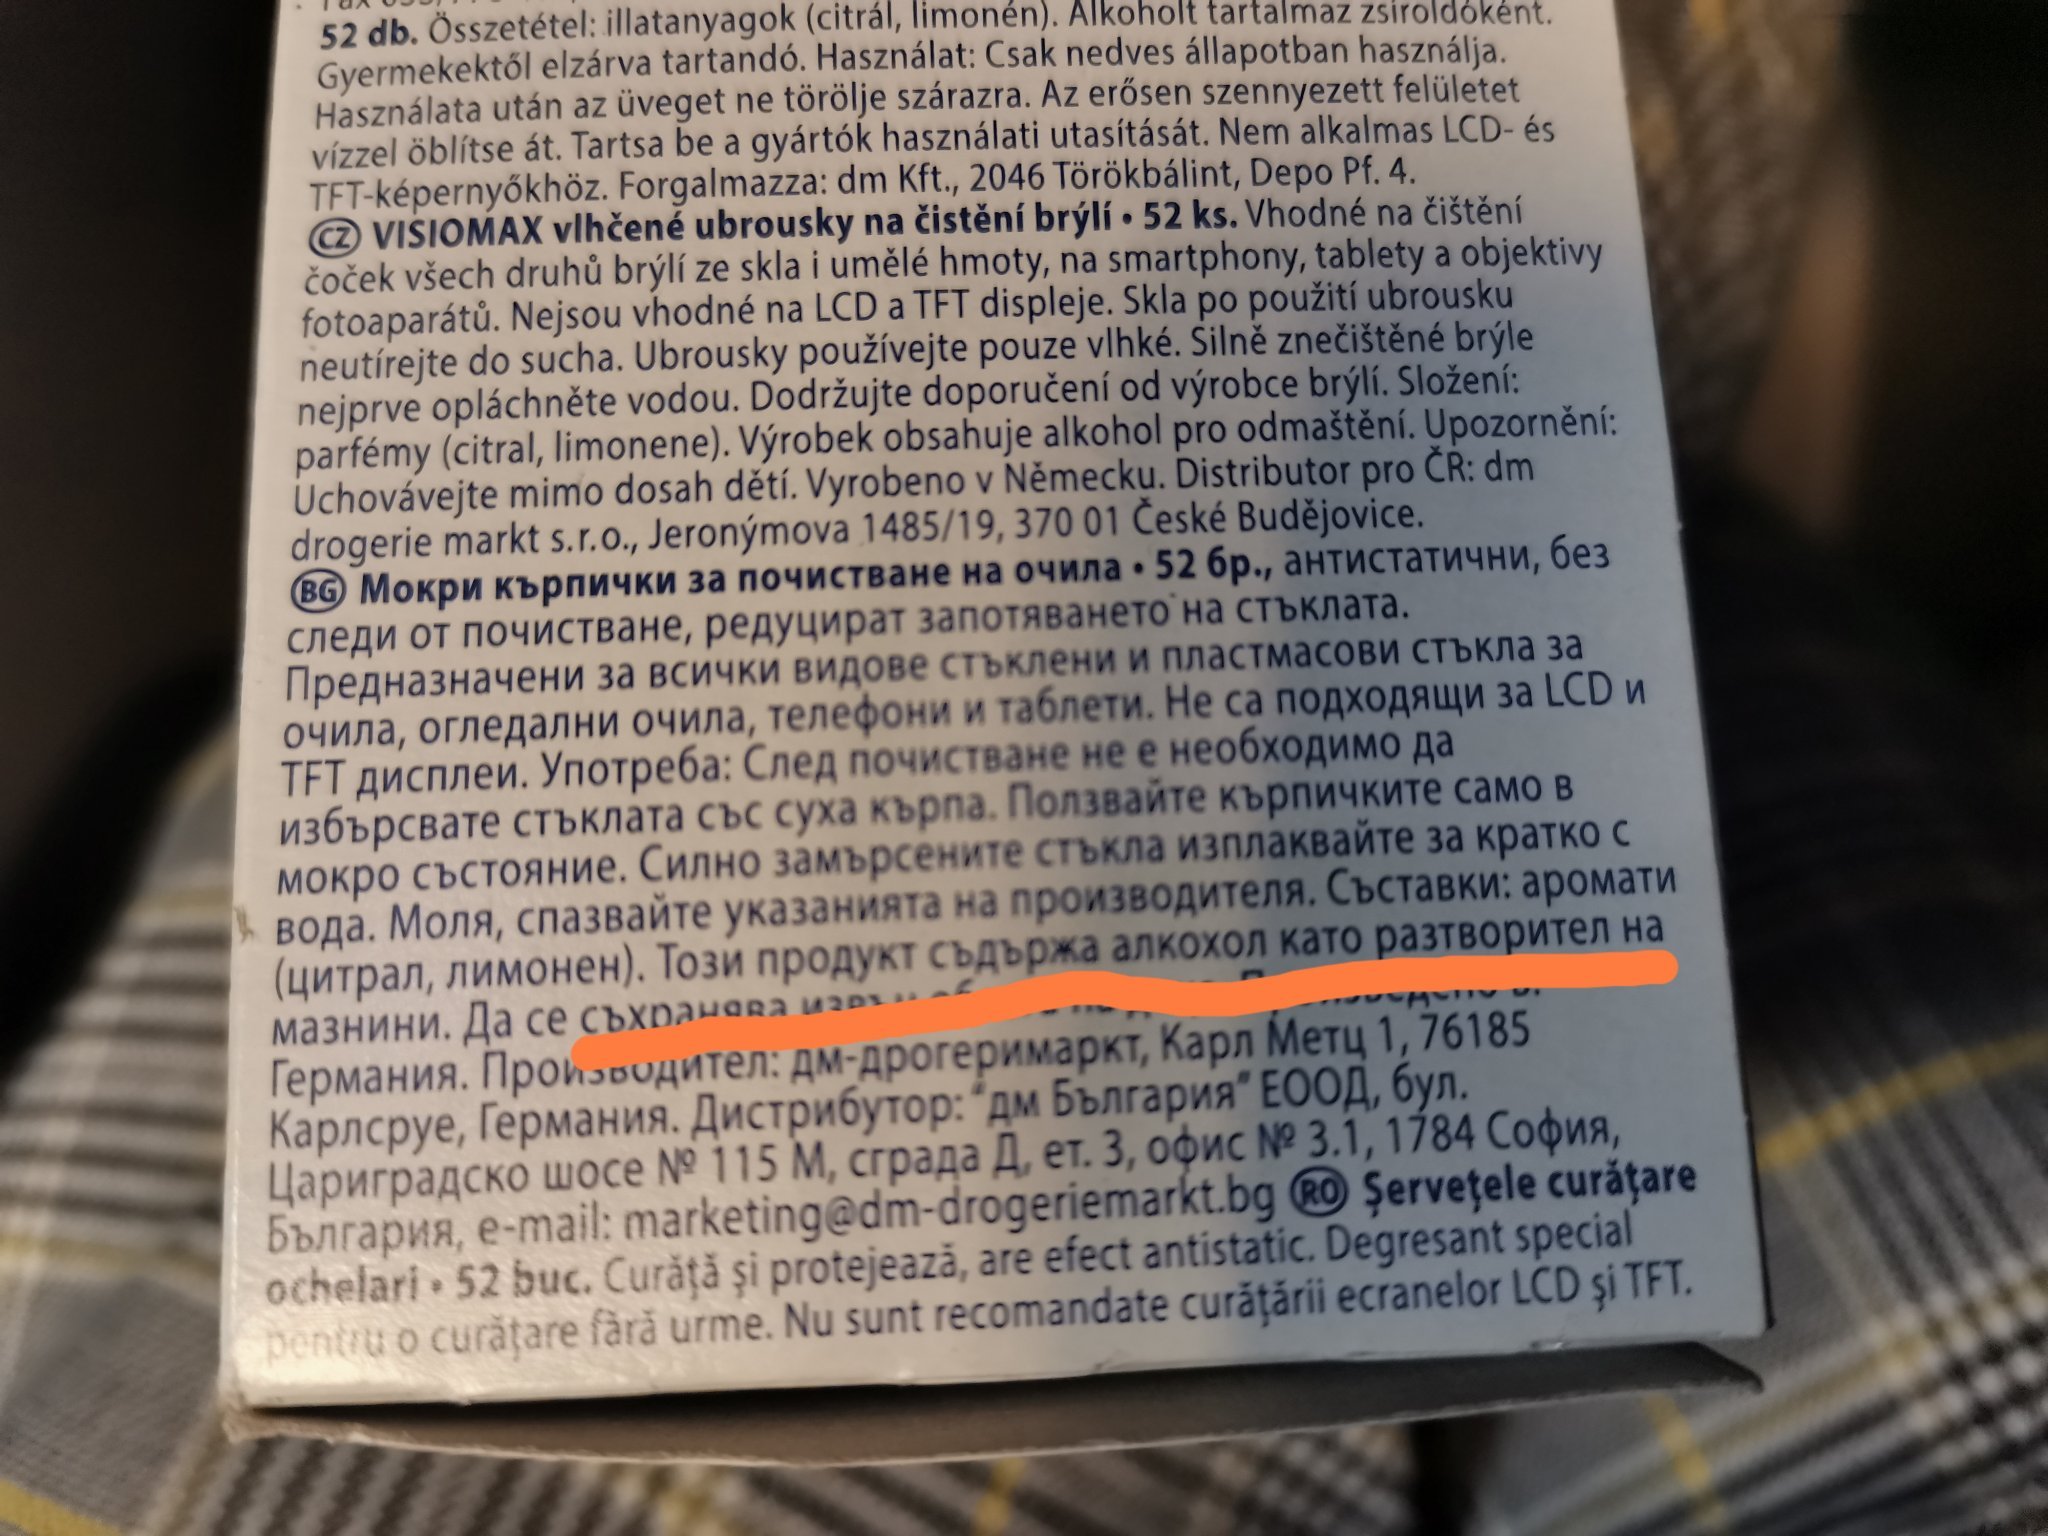 52 db. Összetétel: illatanyagok (citrál, limonén). Alkoholt tartalmaz zsíroldóként.
Gyermekektől elzárva tartandó. Használat: Csak nedves állapotban használja.
Használata után az üveget ne törölje szárazra. Az erősen szennyezett felületet
vízzel öblítse át. Tartsa be a gyártók használati utasítását. Nem alkalmas LCD- és
TFT-képernyőkhöz. Forgalmazza: dm Kft., 2046 Törökbálint, Depo Pf. 4.
CZ VISIOMAX vlhčené ubrousky na čistění brýlí • 52 ks. Vhodné na čištění
čoček všech druhů brýlí ze skla i umělé hmoty, na smartphony, tablety a objektivy
fotoaparátů. Nejsou vhodné na LCD a TFT displeje. Skla po použití ubrousku
neutírejte do sucha. Ubrousky používejte pouze vlhké. Silně znečištěné brýle
nejprve opláchněte vodou. Dodržujte doporučení od výrobce brýlí. Složení:
parfémy (citral, limonene). Výrobek obsahuje alkohol pro odmaštění. Upozornění:
Uchovávejte mimo dosah dětí. Vyrobeno v Německu. Distributor pro ČR: dm
drogerie markt s.r.o., Jeronýmova 1485/19, 370 01 České Budějovice.
BG Мокри кърпички за почистване на очила • 52 бр., антистатични, без
следи от почистване, редуцират запотяването на стъклата.
Предназначени за всички видове стъклени и пластмасови стъкла за
очила, огледални очила, телефони и таблети. Не са подходящи за LCD и
TFT дисплеи. Употреба: След почистване не е необходимо да
избърсвате стъклата със суха кърпа. Ползвайте кърпичките само в
мокро състояние. Силно замърсените стъкла изплаквайте за кратко с
вода. Моля, спазвайте указанията на производителя. Съставки: аромати
(цитрал, лимонен). Този продукт съдържа алкохол като разтворител на
мазнини. Да се съхранява извън
Германия. Производител: дм-дрогеримаркт, Карл Метц 1, 76185
Карлсруе, Германия. Дистрибутор: "дм България" ЕООД, бул.
Цариградско шосе № 115 М, сграда Д, ет. 3, офис № 3.1, 1784 София,
България, e-mail: marketing@dm-drogeriemarkt.bg RO Şerveţele curăţare
ochelari • 52 buc. Curăţă şi protejează, are efect antistatic. Degresant special
pentru o curăţare fără urme. Nu sunt recomandate curăţării ecranelor LCD şi TFT.